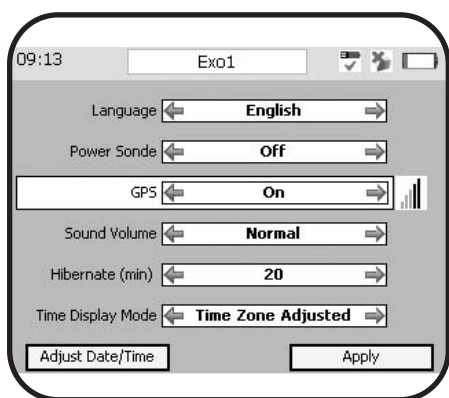 09:13 Exo1
Language English
Power Sonde Off
GPS On
Sound Volume Normal
Hibernate (min) 20
Time Display Mode Time Zone Adjusted
Adjust Date/Time Apply